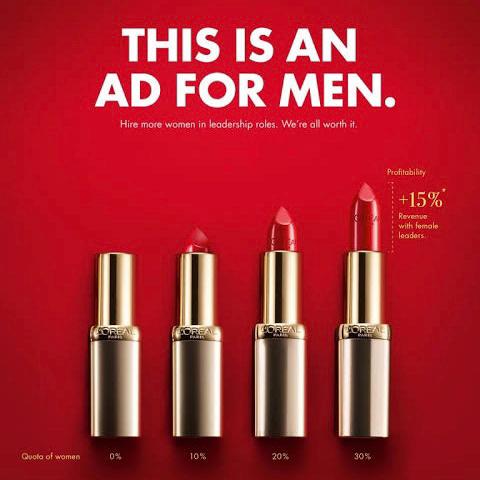 THIS IS AN
AD FOR MEN.
Hire more women in leadership roles. We're all worth it.
Profitability
+15%*
Revenue
with female
leaders.
L'ORÉAL
PARIS
L'ORÉAL
PARIS
L'ORÉAL
PARIS
L'ORÉAL
PARIS
Quota of women 0% 10% 20% 30%